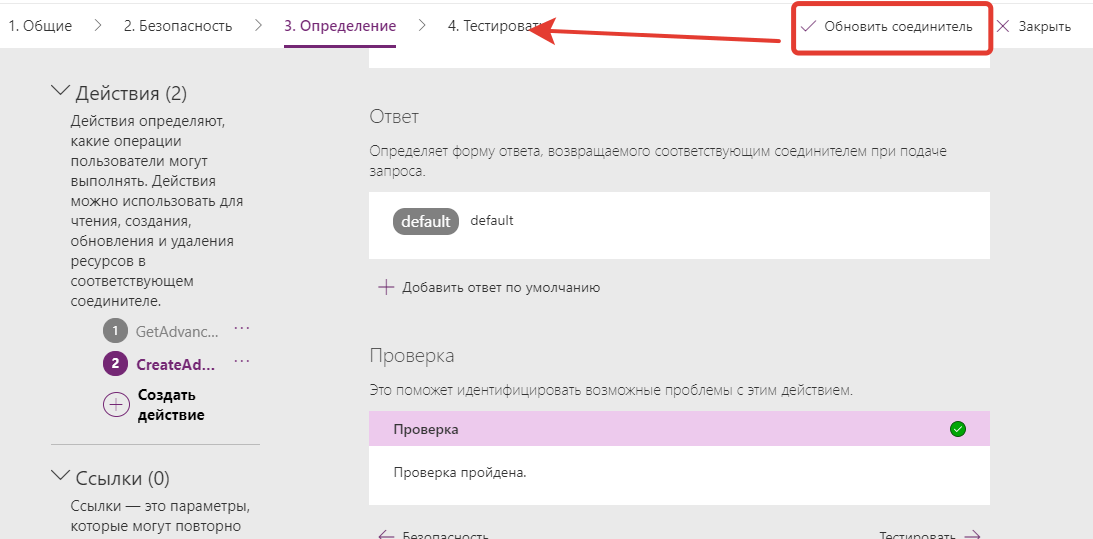 1. Общие
2. Безопасность
3. Определение
4. Тестировать
Обновить соединитель
Закрыть
Действия (2)
Действия определяют,
какие операции
пользователи могут
выполнять. Действия
можно использовать для
чтения, создания,
обновления и удаления
ресурсов в
соответствующем
соединителе.
1 GetAdvanc... ...
2 CreateAd... ...
Создать
действие
Ссылки (0)
Ссылки — это параметры,
которые могут повторно
Ответ
Определяет форму ответа, возвращаемого соответствующим соединителем при подаче
запроса.
default default
Добавить ответ по умолчанию
Проверка
Это поможет идентифицировать возможные проблемы с этим действием.
Проверка
Проверка пройдена.
Безопасность
Тестировать